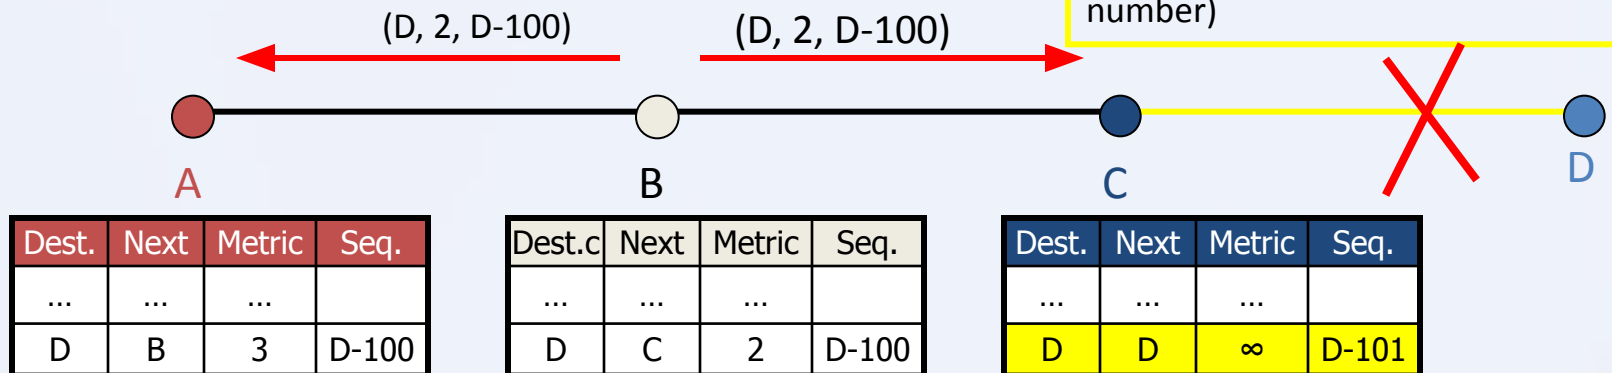 number)
(D, 2, D-100) (D, 2, D-100)
A B C D
Dest. Next Metric Seq. Dest.c Next Metric Seq. Dest. Next Metric Seq.
... ... ... ... ... ... ... ... ...
D B 3 D-100 D C 2 D-100 D D ∞ D-101